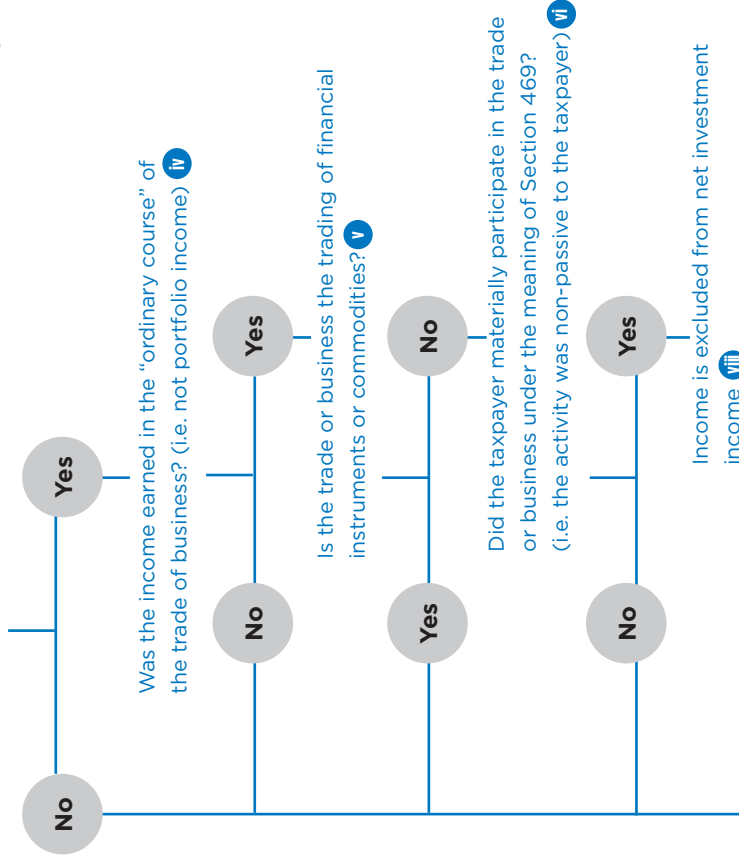 No
Yes
Was the income earned in the “ordinary course” of
the trade of business? (i.e. not portfolio income) iv
No
Yes
Is the trade or business the trading of financial
instruments or commodities? v
Yes
No
Did the taxpayer materially participate in the trade
or business under the meaning of Section 469?
(i.e. the activity was non-passive to the taxpayer) vi
No
Yes
Income is excluded from net investment
income vii